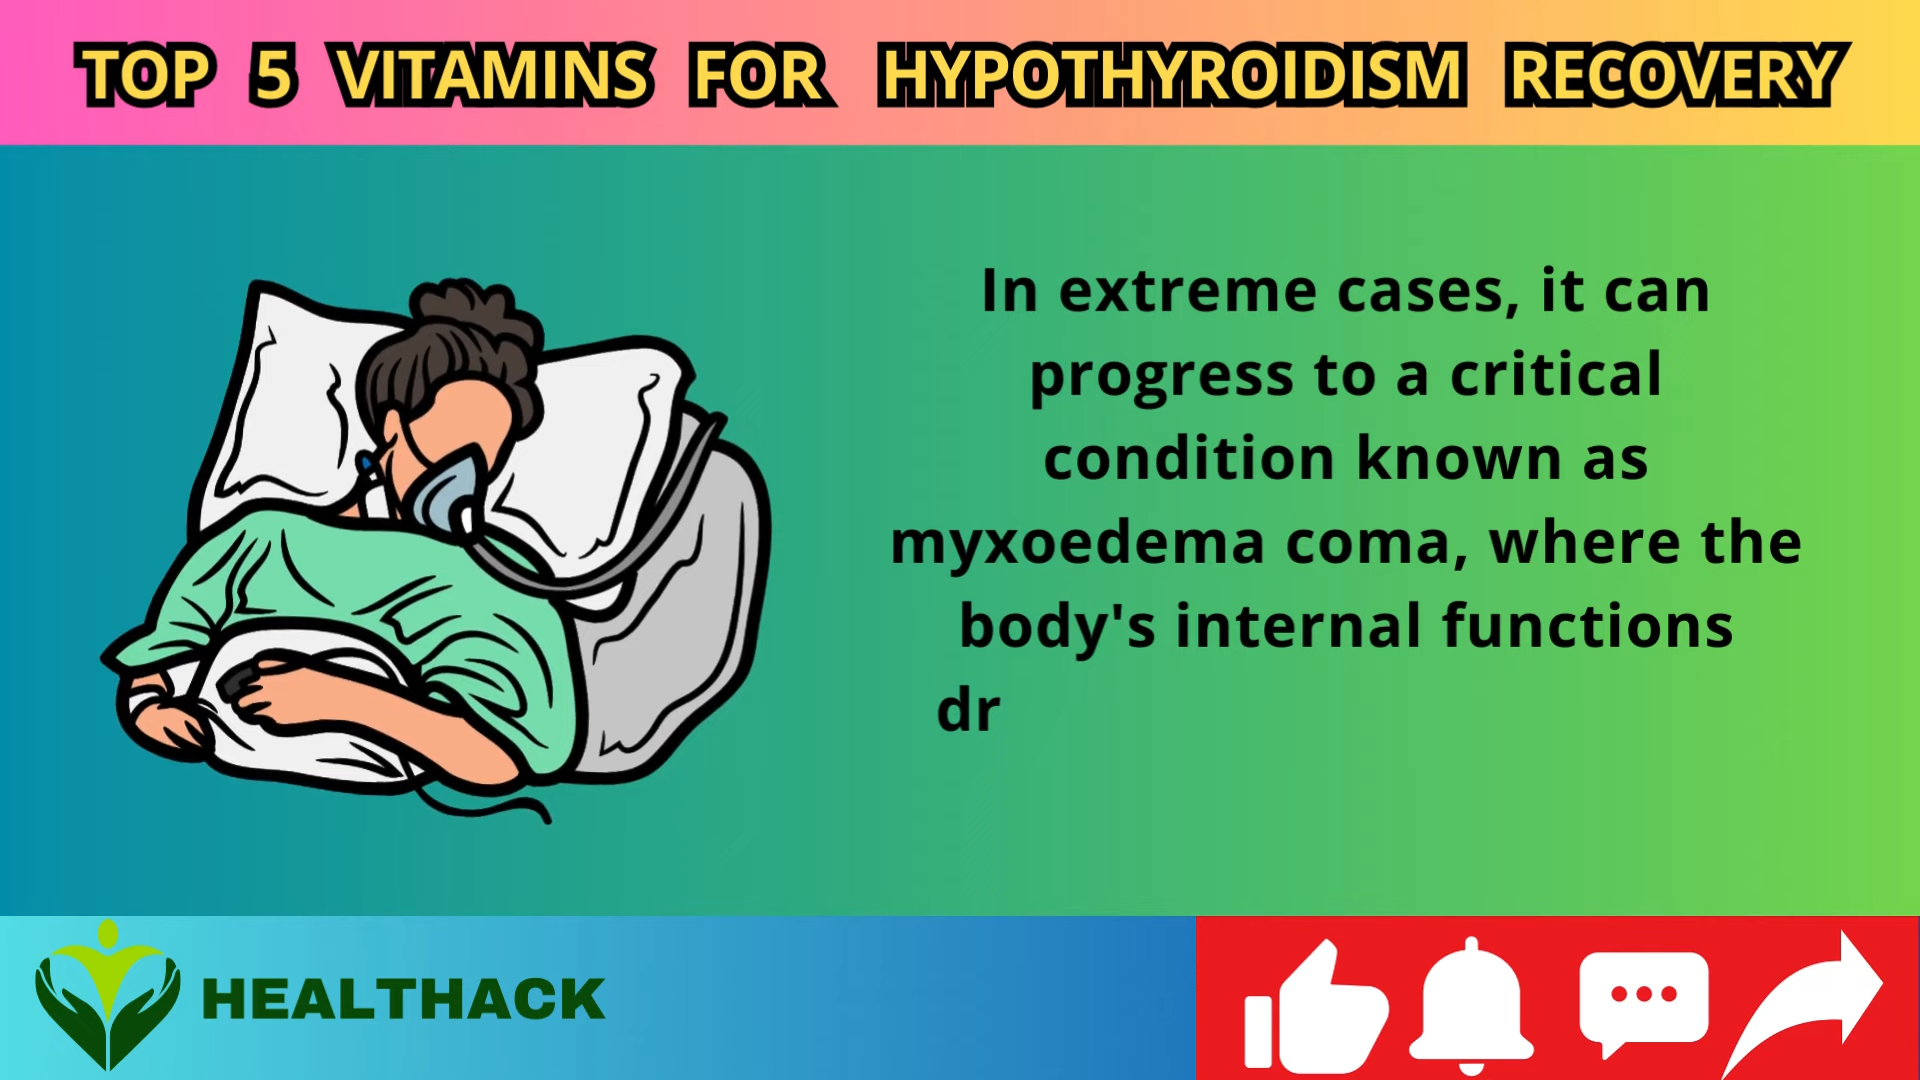 TOP 5 VITAMINS FOR HYPOTHYROIDISM RECOVERY
In extreme cases, it can
progress to a critical
condition known as
myxoedema coma, where the
body's internal functions
dr
HEALTHACK